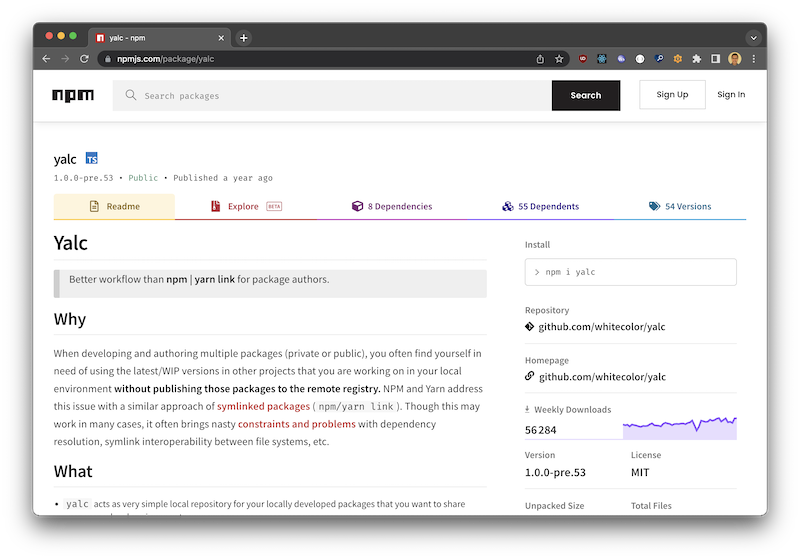 yalc - npm
npmjs.com/package/yalc
npm
Search packages
Search
Sign Up
Sign In
yalc TS
1.0.0-pre.53 • Public • Published a year ago
Readme
Explore BETA
8 Dependencies
55 Dependents
54 Versions
Yalc
Better workflow than npm | yarn link for package authors.
Why
When developing and authoring multiple packages (private or public), you often find yourself in
need of using the latest/WIP versions in other projects that you are working on in your local
environment without publishing those packages to the remote registry. NPM and Yarn address
this issue with a similar approach of symlinked packages ( npm/yarn link ). Though this may
work in many cases, it often brings nasty constraints and problems with dependency
resolution, symlink interoperability between file systems, etc.
What
• yalc acts as very simple local repository for your locally developed packages that you want to share
Install
> npm i yalc
Repository
github.com/whitecolor/yalc
Homepage
github.com/whitecolor/yalc
Weekly Downloads
56 284
Version
License
1.0.0-pre.53
MIT
Unpacked Size
Total Files